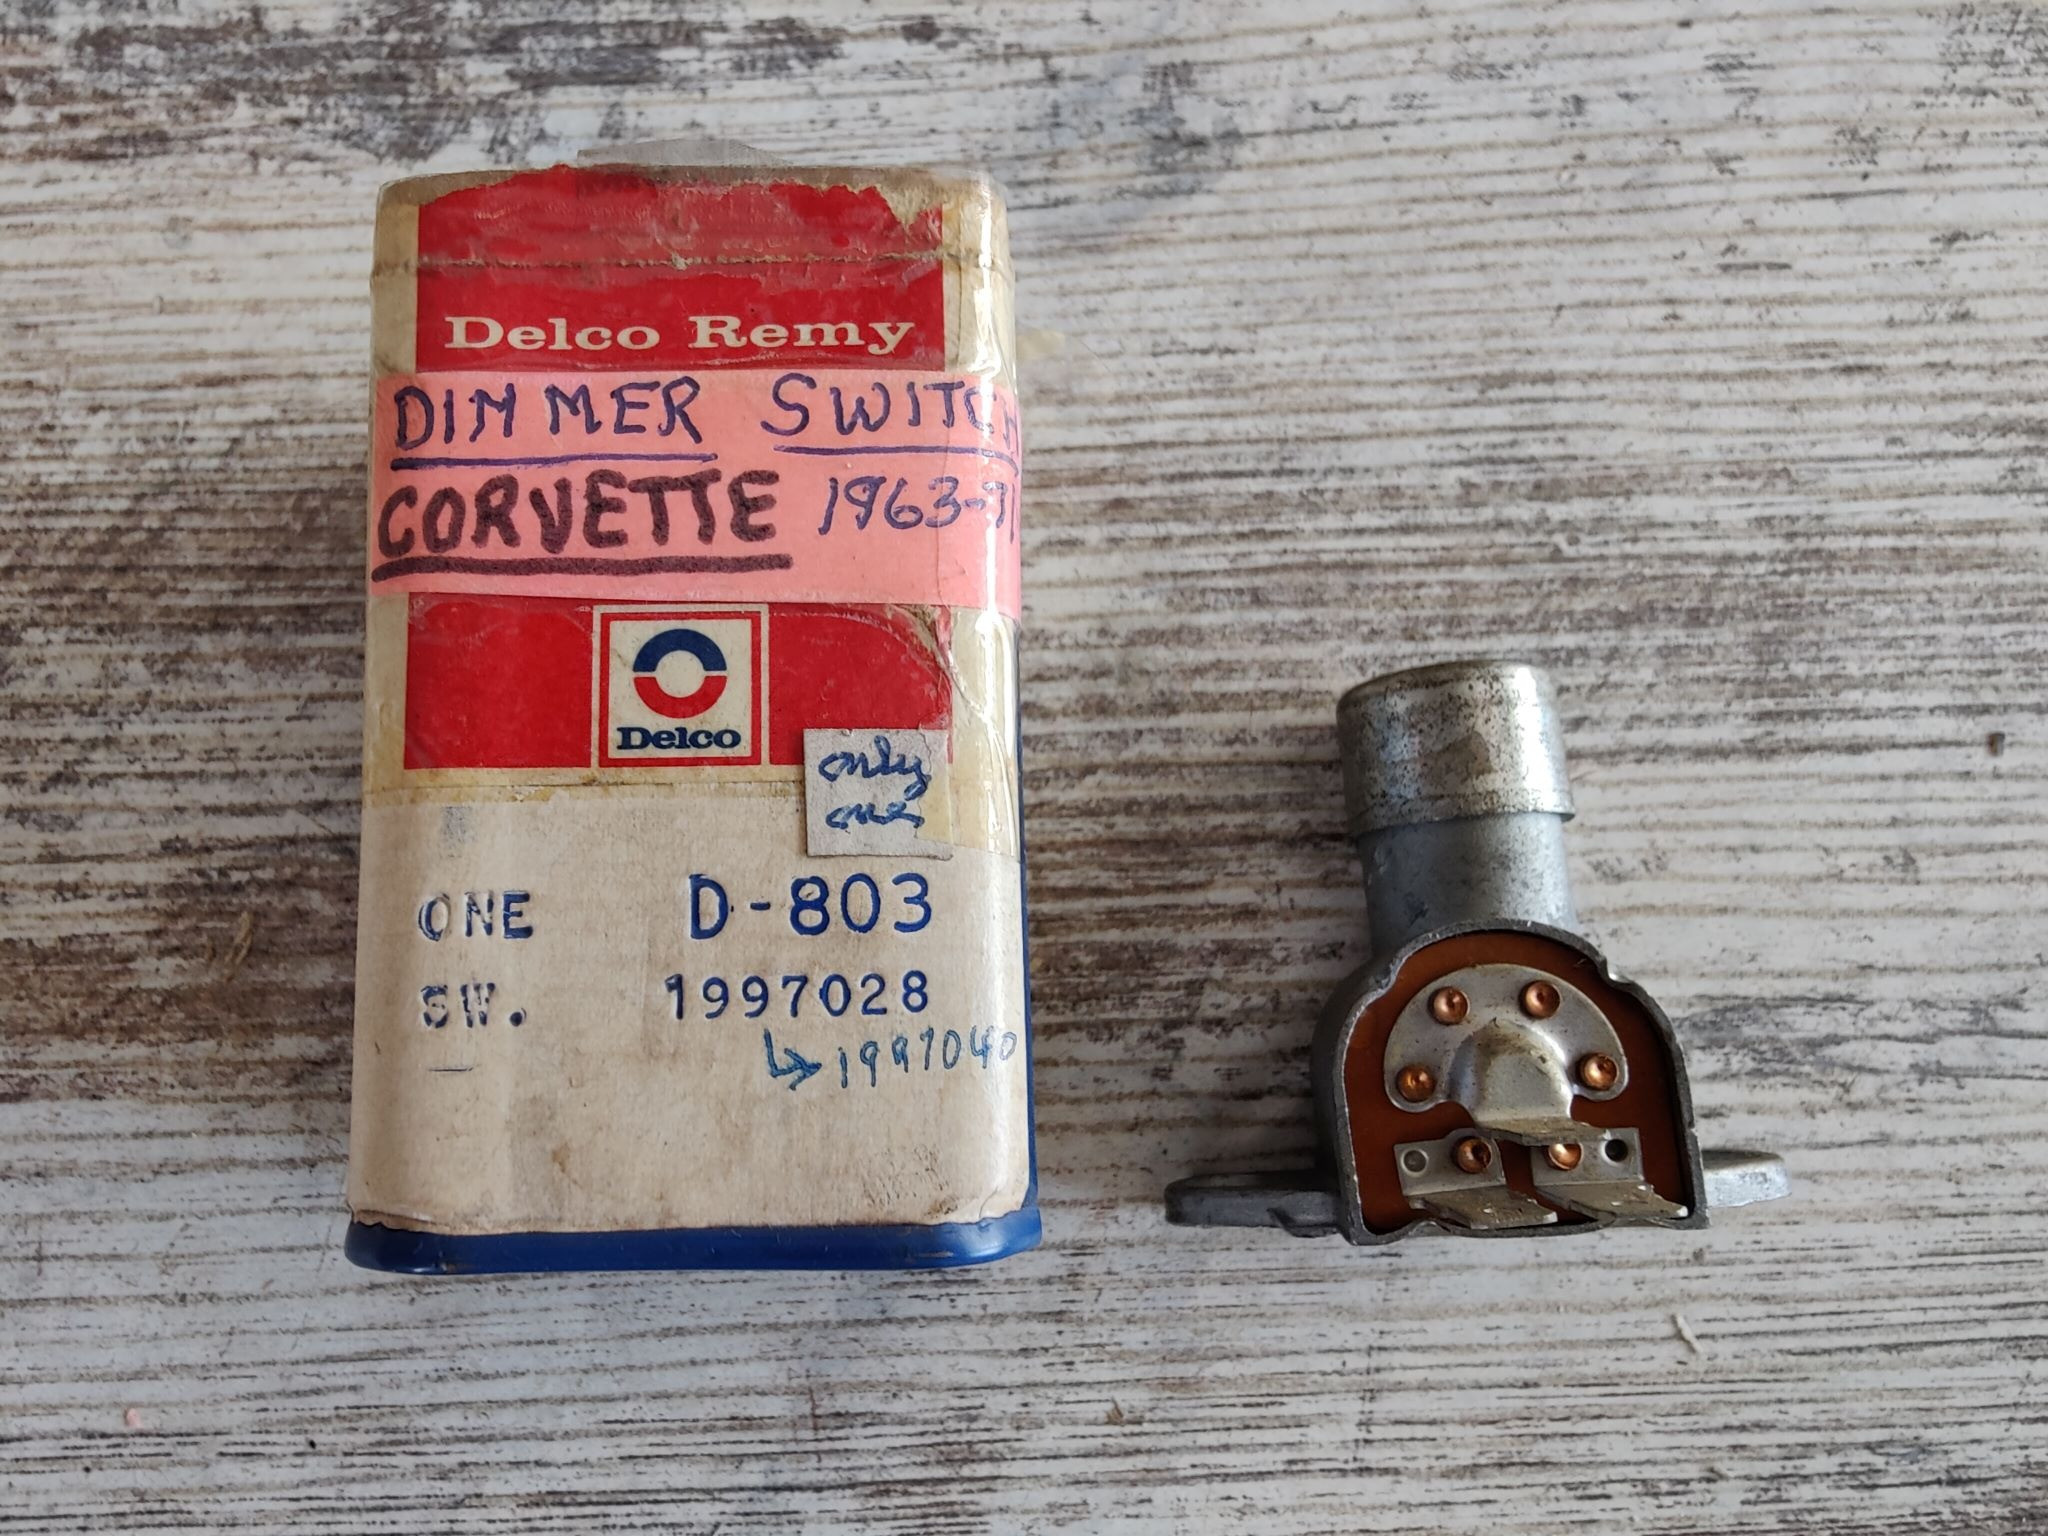 Delco Remy
DIMMER SWITCH
CORVETTE 1963-71
Delco
only
one
ONE D-803
SW. 1997028
↳ 1997040